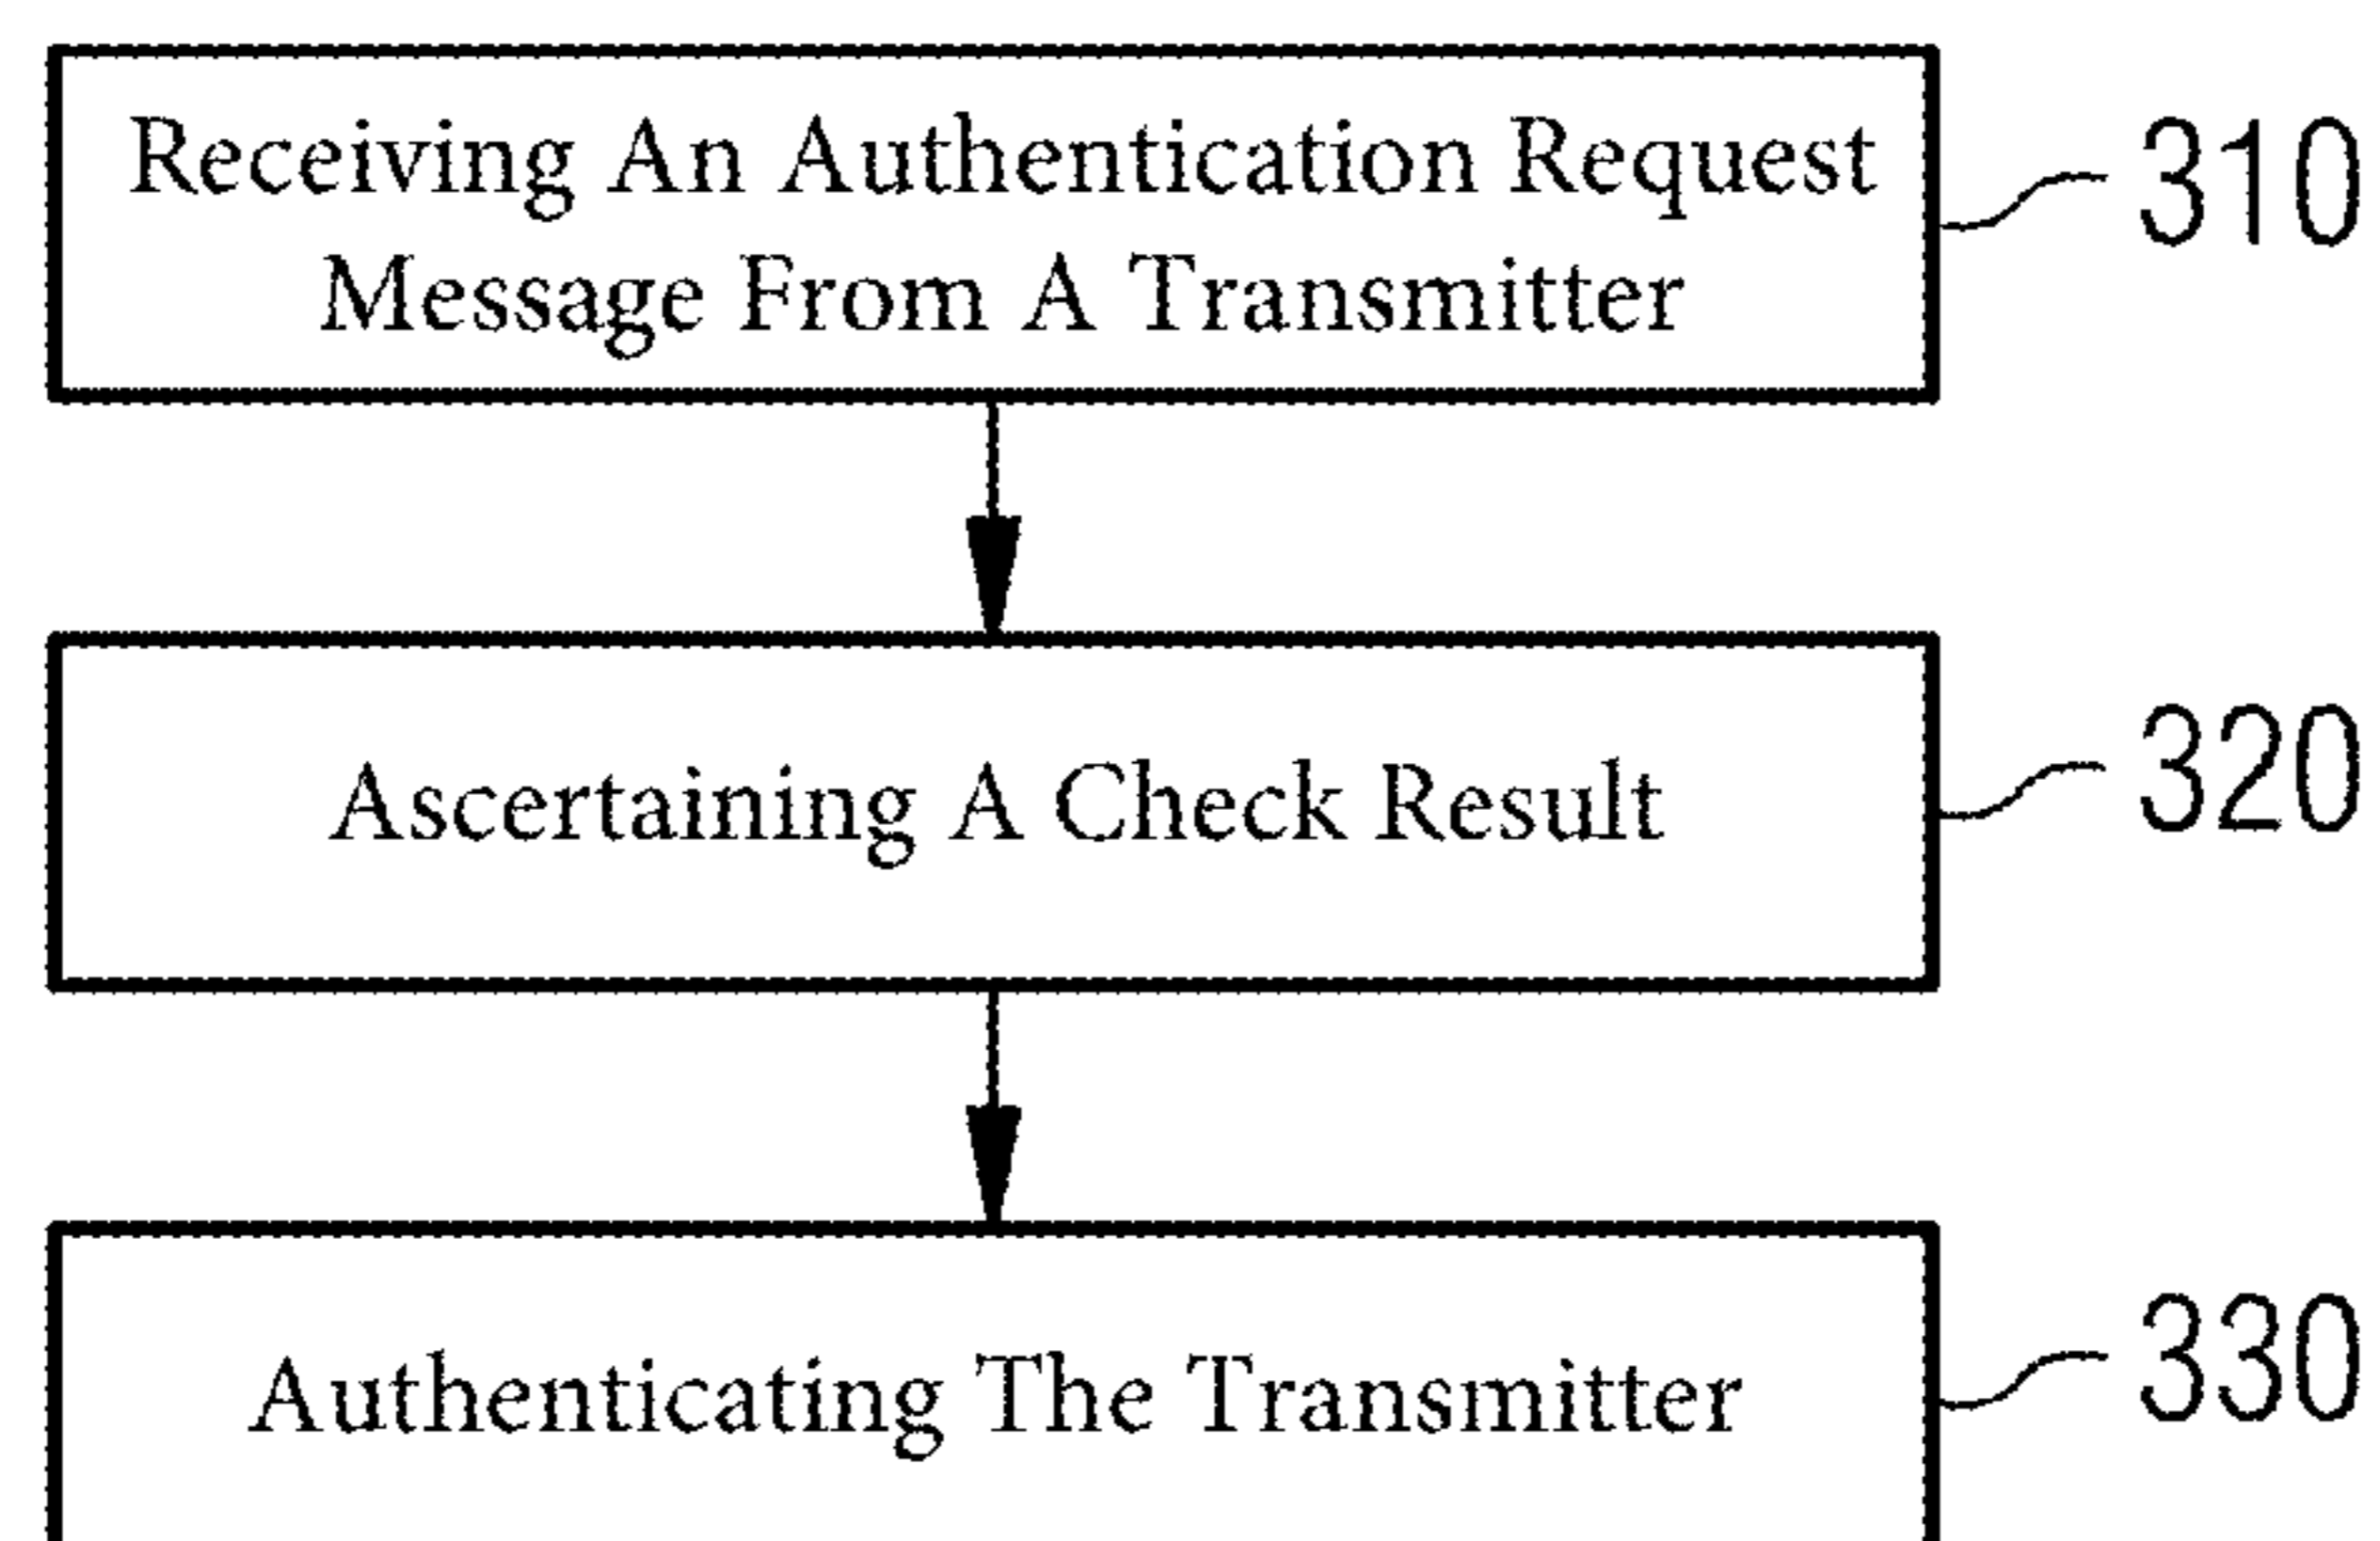 Receiving An Authentication Request
Message From A Transmitter
310
Ascertaining A Check Result
320
Authenticating The Transmitter
330